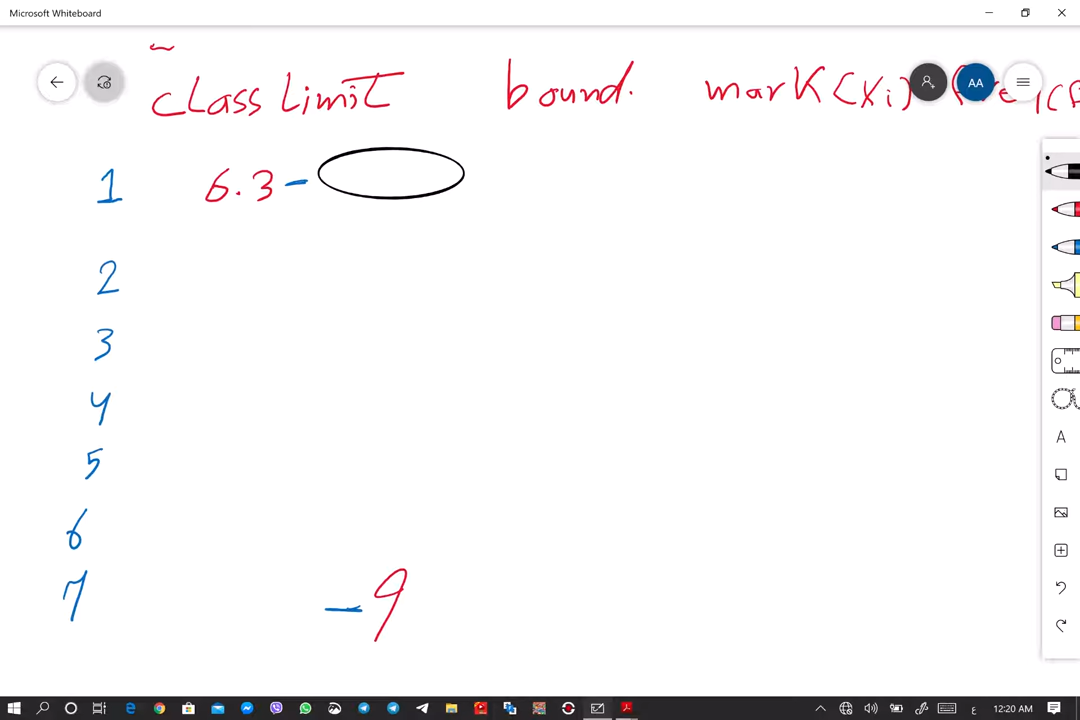 Microsoft Whiteboard
class Limit bound. mark (xi)
AA
1 6.3 -
2
3
4
5
6
7 - 9
A
ع 12:20 AM